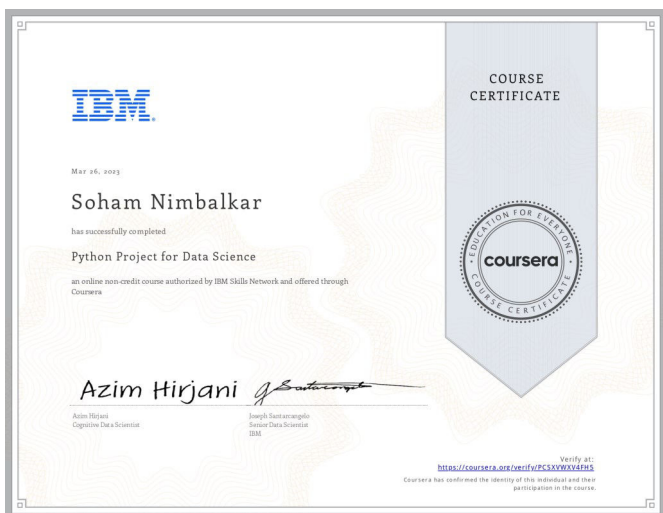 IBM
COURSE
CERTIFICATE
Mar 26, 2023
Soham Nimbalkar
has successfully completed
Python Project for Data Science
an online non-credit course authorized by IBM Skills Network and offered through
Coursera
EDUCATION FOR EVERYONE
coursera
COURSE CERTIFICATE
Azim Hirjani
Azim Hirjani
Cognitive Data Scientist
Joseph Santarcangelo
Senior Data Scientist
IBM
Verify at:
https://coursera.org/verify/PCSXVWXV4FH5
Coursera has confirmed the identity of this individual and their
participation in the course.